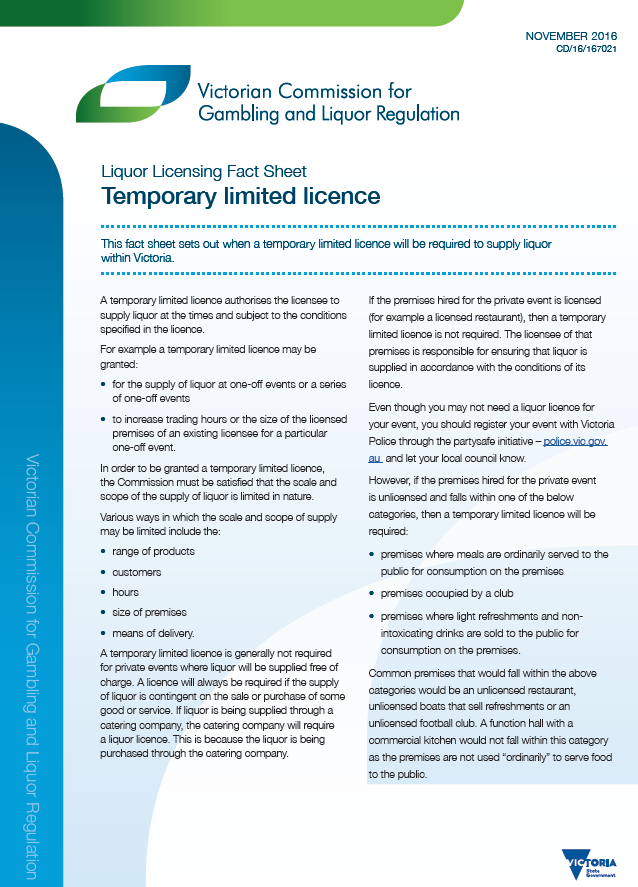 NOVEMBER 2016
CD/16/167021
Victorian Commission for
Gambling and Liquor Regulation
Liquor Licensing Fact Sheet
Temporary limited licence
This fact sheet sets out when a temporary limited licence will be required to supply liquor
within Victoria.
A temporary limited licence authorises the licensee to
supply liquor at the times and subject to the conditions
specified in the licence.
For example a temporary limited licence may be
granted:
• for the supply of liquor at one-off events or a series
of one-off events
• to increase trading hours or the size of the licensed
premises of an existing licensee for a particular
one-off event.
In order to be granted a temporary limited licence,
the Commission must be satisfied that the scale and
scope of the supply of liquor is limited in nature.
Various ways in which the scale and scope of supply
may be limited include the:
• range of products
• customers
• hours
• size of premises
• means of delivery.
A temporary limited licence is generally not required
for private events where liquor will be supplied free of
charge. A licence will always be required if the supply
of liquor is contingent on the sale or purchase of some
good or service. If liquor is being supplied through a
catering company, the catering company will require
a liquor licence. This is because the liquor is being
purchased through the catering company.
If the premises hired for the private event is licensed
(for example a licensed restaurant), then a temporary
limited licence is not required. The licensee of that
premises is responsible for ensuring that liquor is
supplied in accordance with the conditions of its
licence.
Even though you may not need a liquor licence for
your event, you should register your event with Victoria
Police through the partysafe initiative – police.vic.gov.
au and let your local council know.
However, if the premises hired for the private event
is unlicensed and falls within one of the below
categories, then a temporary limited licence will be
required:
• premises where meals are ordinarily served to the
public for consumption on the premises
• premises occupied by a club
• premises where light refreshments and non-
intoxicating drinks are sold to the public for
consumption on the premises.
Common premises that would fall within the above
categories would be an unlicensed restaurant,
unlicensed boats that sell refreshments or an
unlicensed football club. A function hall with a
commercial kitchen would not fall within this category
as the premises are not used “ordinarily” to serve food
to the public.
Victorian Commission for Gambling and Liquor Regulation
VICTORIA
State
Government